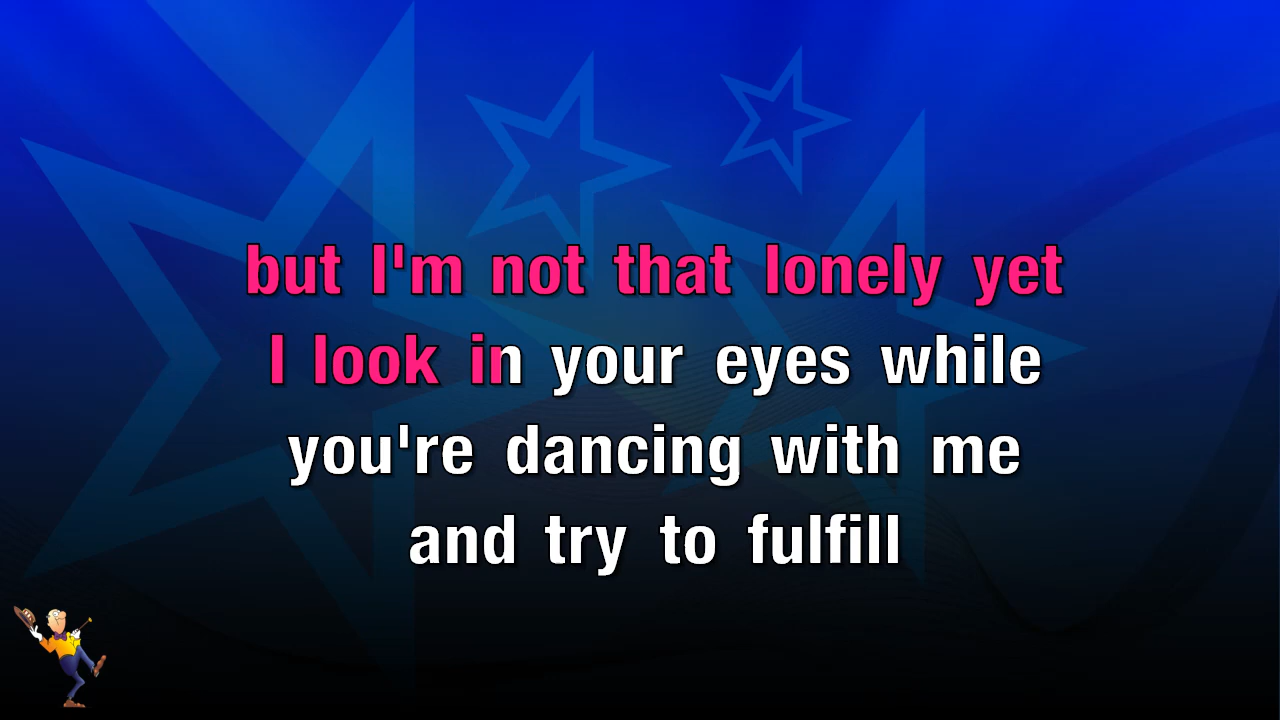 but I'm not that lonely yet
I look in your eyes while
you're dancing with me
and try to fulfill